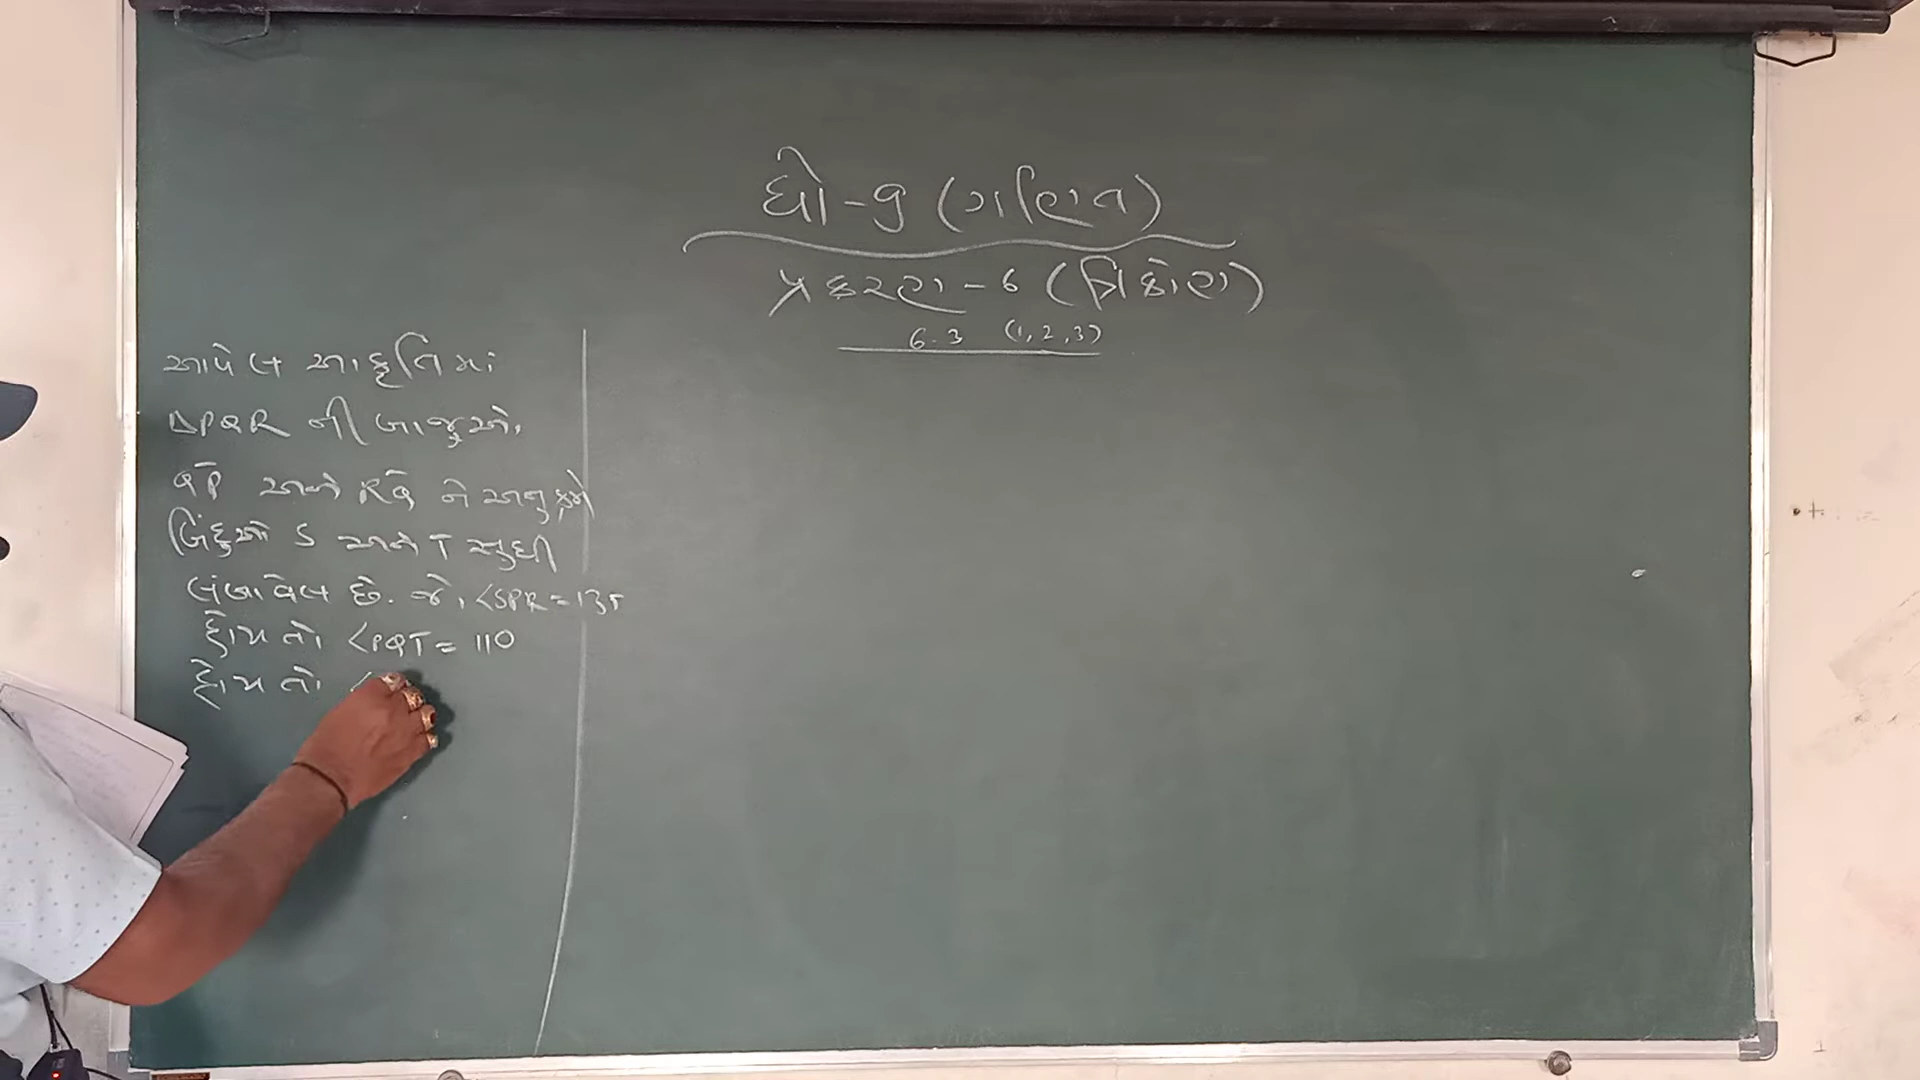 ધો-9 (ગણિત)
પ્રકરણ-6 (ત્રિકોણ)
6.3 (1,2,3)
આપેલ આકૃતિમાં
ΔPQR ની બાજુઓ,
QP અને RQ ને અનુક્રમે
બિંદુઓ S અને T સુધી
લંબાવેલ છે. જો, <SPR = 135
હોય તો <PQT = 110
હોય તો <